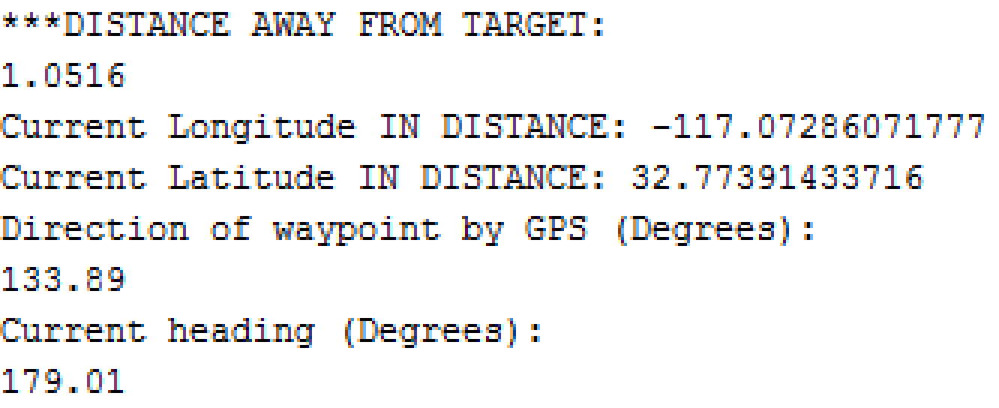 ***DISTANCE AWAY FROM TARGET:
1.0516
Current Longitude IN DISTANCE: -117.07286071777
Current Latitude IN DISTANCE: 32.77391433716
Direction of waypoint by GPS (Degrees):
133.89
Current heading (Degrees):
179.01